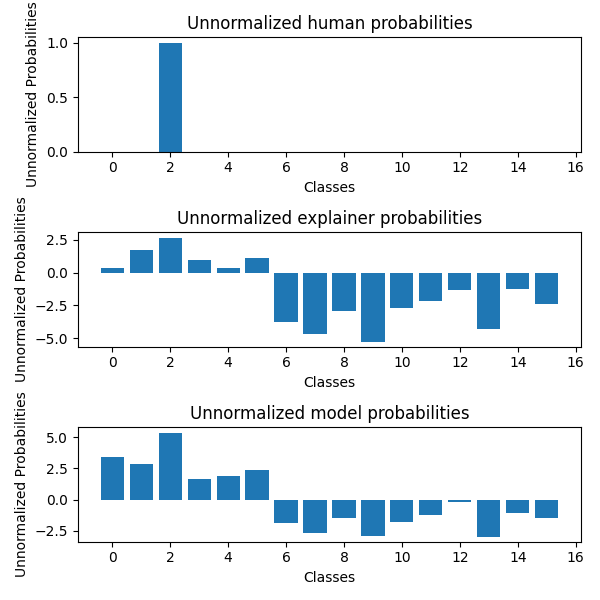 Unnormalized human probabilities
Unnormalized Probabilities
1.0
0.5
0.0
0 2 4 6 8 10 12 14 16
Classes
Unnormalized explainer probabilities
Unnormalized Probabilities
2.5
0.0
−2.5
−5.0
0 2 4 6 8 10 12 14 16
Classes
Unnormalized model probabilities
Unnormalized Probabilities
5.0
2.5
0.0
−2.5
0 2 4 6 8 10 12 14 16
Classes